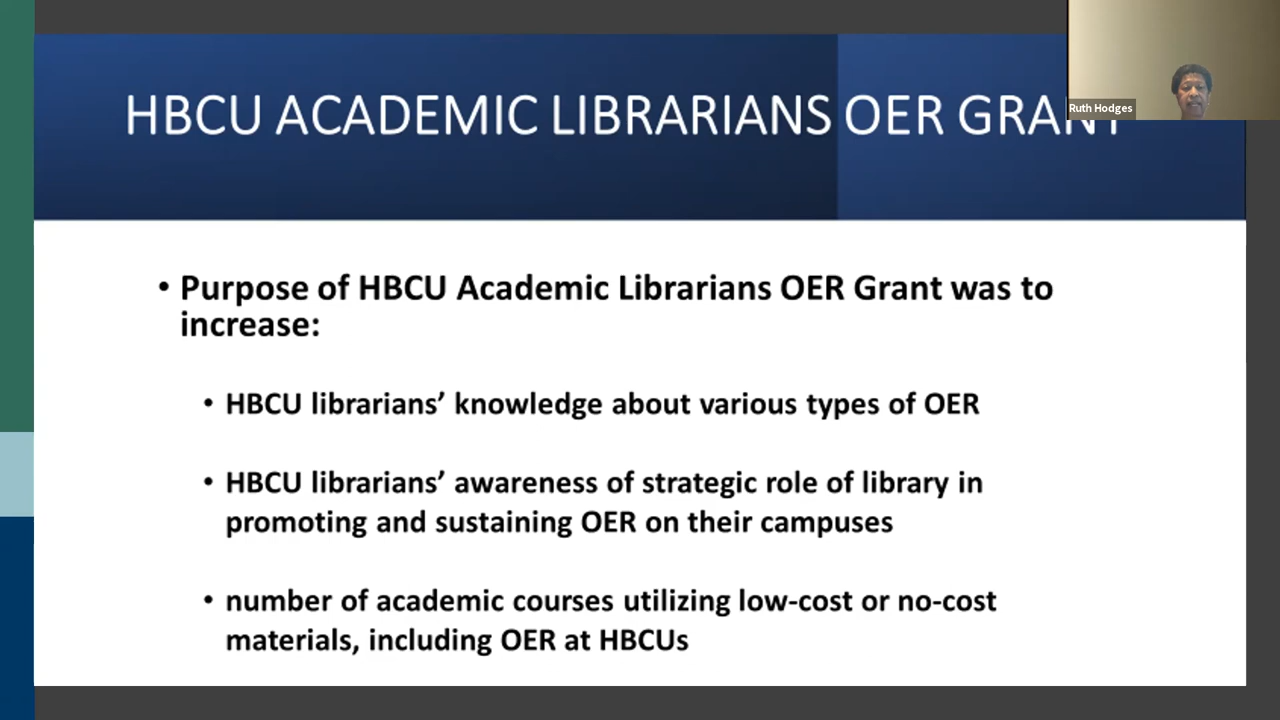 HBCU ACADEMIC LIBRARIANS OER GRANT
Ruth Hodges
• Purpose of HBCU Academic Librarians OER Grant was to
increase:
• HBCU librarians’ knowledge about various types of OER
• HBCU librarians’ awareness of strategic role of library in
promoting and sustaining OER on their campuses
• number of academic courses utilizing low-cost or no-cost
materials, including OER at HBCUs